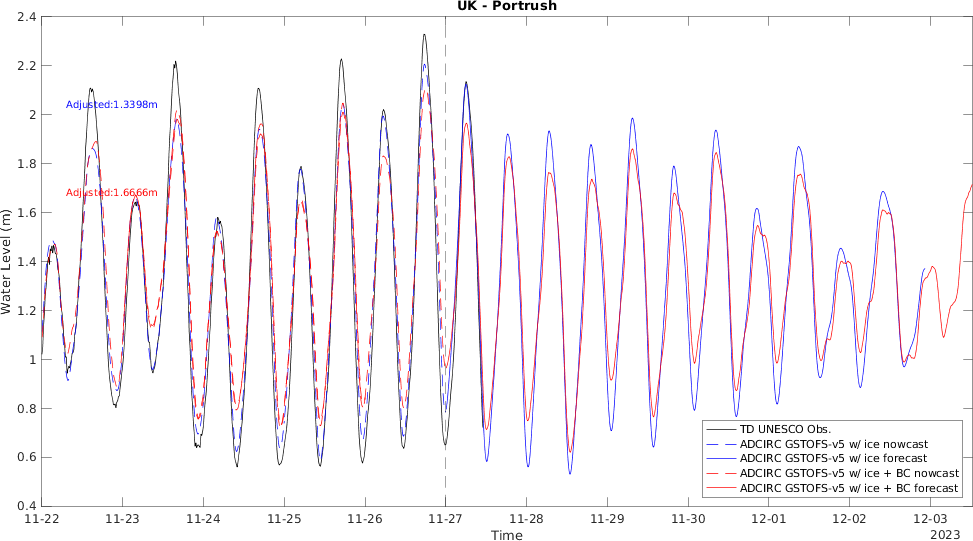 UK - Portrush
2.4
2.2
2
1.8
1.6
1.4
1.2
1
0.8
0.6
0.4
Water Level (m)
Adjusted:1.3398m
Adjusted:1.6666m
TD UNESCO Obs.
ADCIRC GSTOFS-v5 w/ ice nowcast
ADCIRC GSTOFS-v5 w/ ice forecast
ADCIRC GSTOFS-v5 w/ ice + BC nowcast
ADCIRC GSTOFS-v5 w/ ice + BC forecast
11-22 11-23 11-24 11-25 11-26 11-27 11-28 11-29 11-30 12-01 12-02 12-03
Time
2023